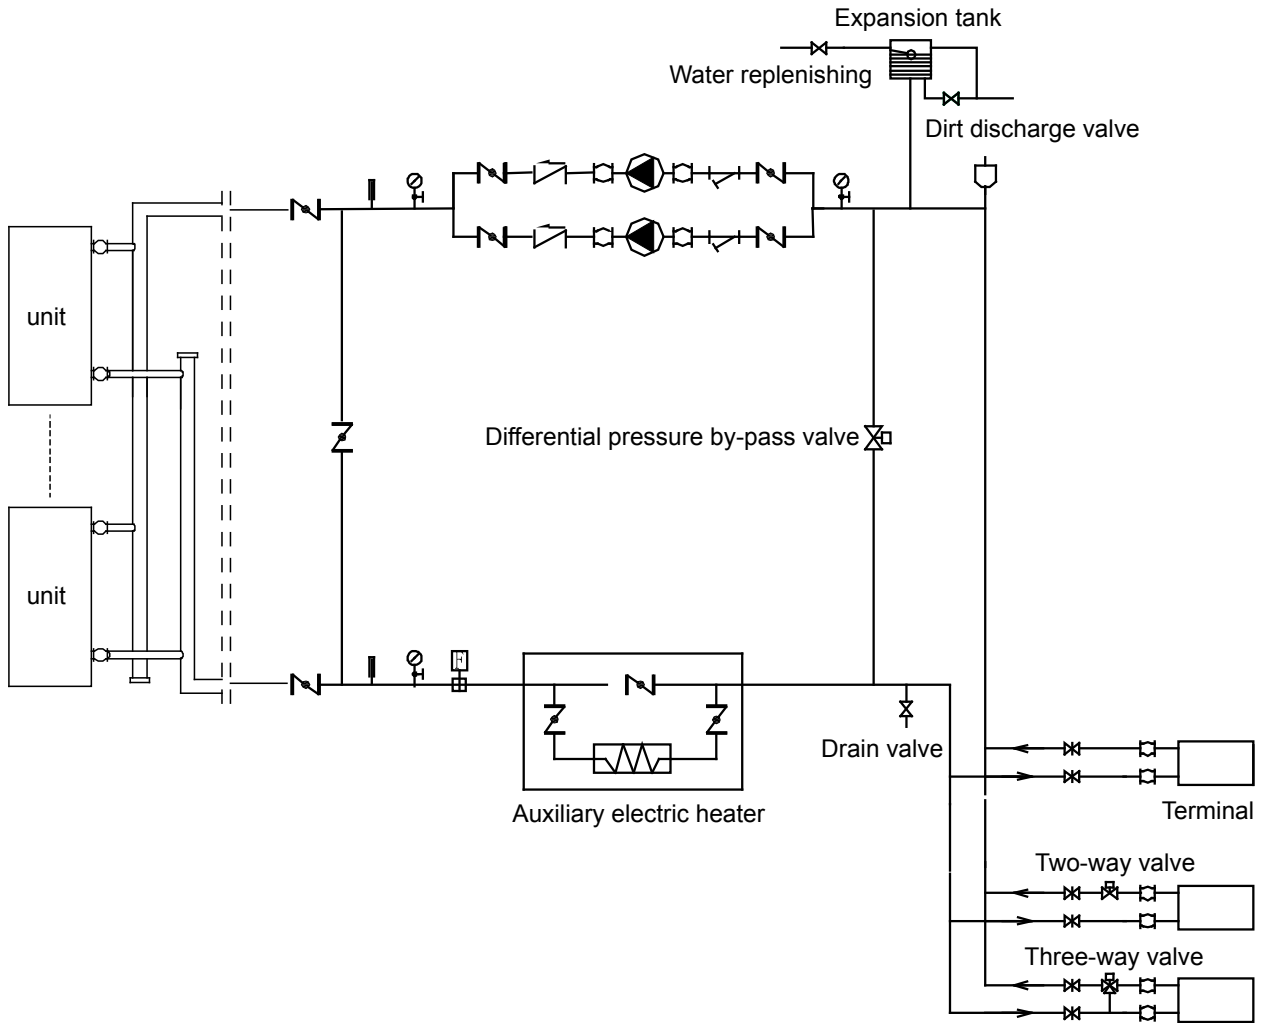 Expansion tank
Water replenishing
Dirt discharge valve
unit
Differential pressure by-pass valve
unit
F
Drain valve
Auxiliary electric heater
Terminal
Two-way valve
Three-way valve